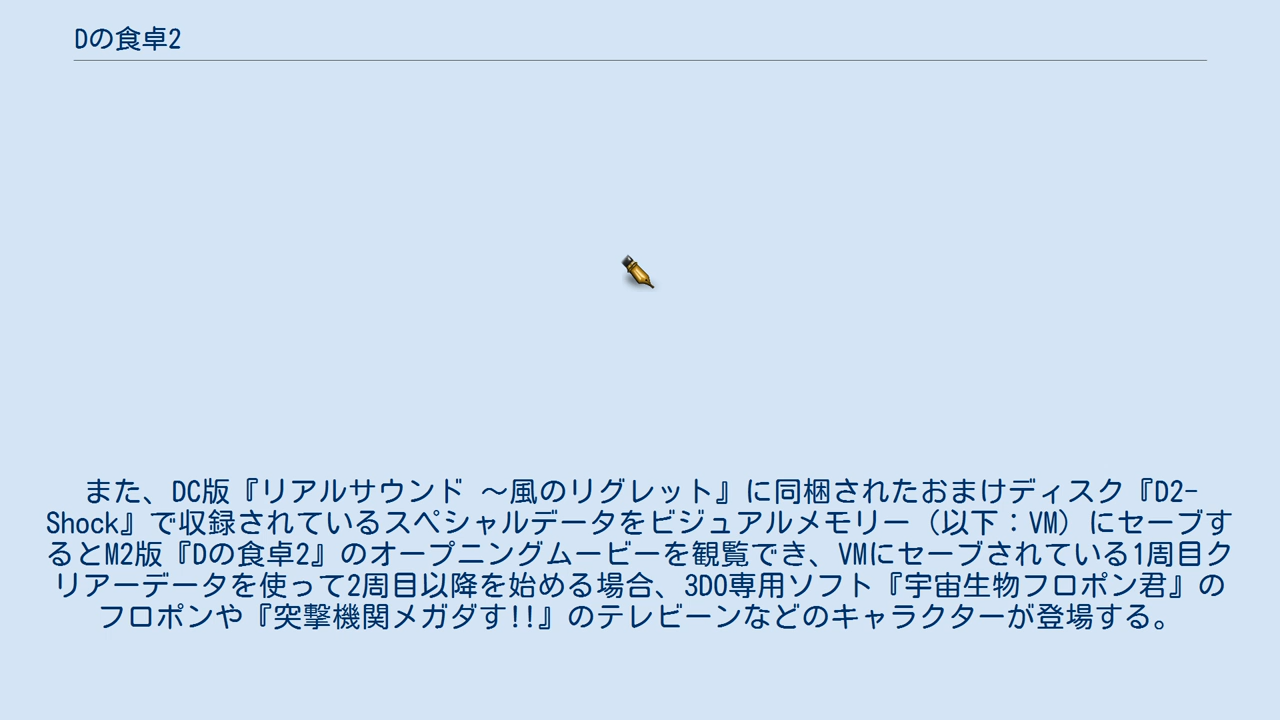 Dの食卓2
また、DC版『リアルサウンド ～風のリグレット』に同梱されたおまけディスク『D2-
Shock』で収録されているスペシャルデータをビジュアルメモリー（以下：VM）にセーブす
るとM2版『Dの食卓2』のオープニングムービーを観覧でき、VMにセーブされている1周目ク
リアーデータを使って2周目以降を始める場合、3DO専用ソフト『宇宙生物フロポン君』の
フロポンや『突撃機関メガダす!!』のテレビーンなどのキャラクターが登場する。